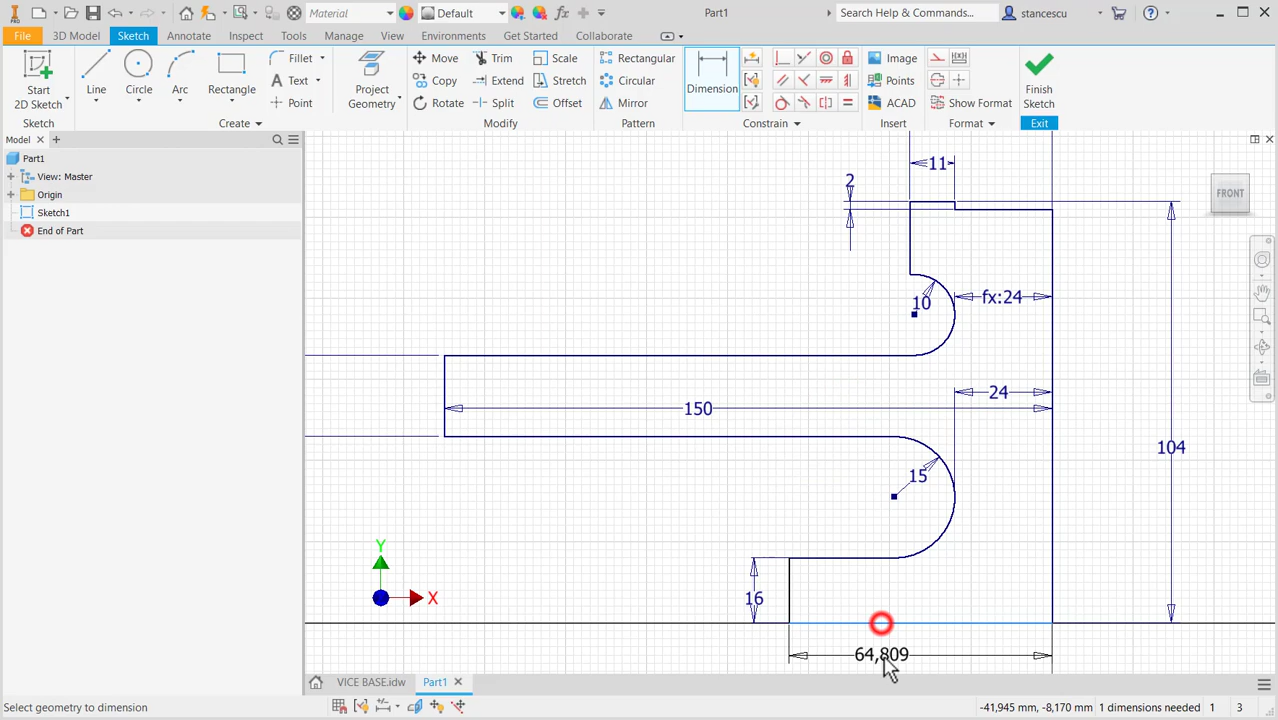 PRO Material Default Part1 Search Help & Commands... stancescu
File 3D Model Sketch Annotate Inspect Tools Manage View Environments Get Started Collaborate
Start 2D Sketch Line Circle Arc Rectangle Fillet Text Point
Project Geometry
Move Trim Scale
Copy Extend Stretch
Rotate Split Offset
Rectangular
Circular
Mirror
Dimension
Image
Points
ACAD
Show Format
Finish Sketch
Sketch Create Modify Pattern Constrain Insert Format Exit
Model
Part1
View: Master
Origin
Sketch1
End of Part
FRONT
11
2
10
fx:24
24
150
104
15
16
64,809
Y
X
VICE BASE.idw Part1
Select geometry to dimension -41,945 mm, -8,170 mm 1 dimensions needed 1 3